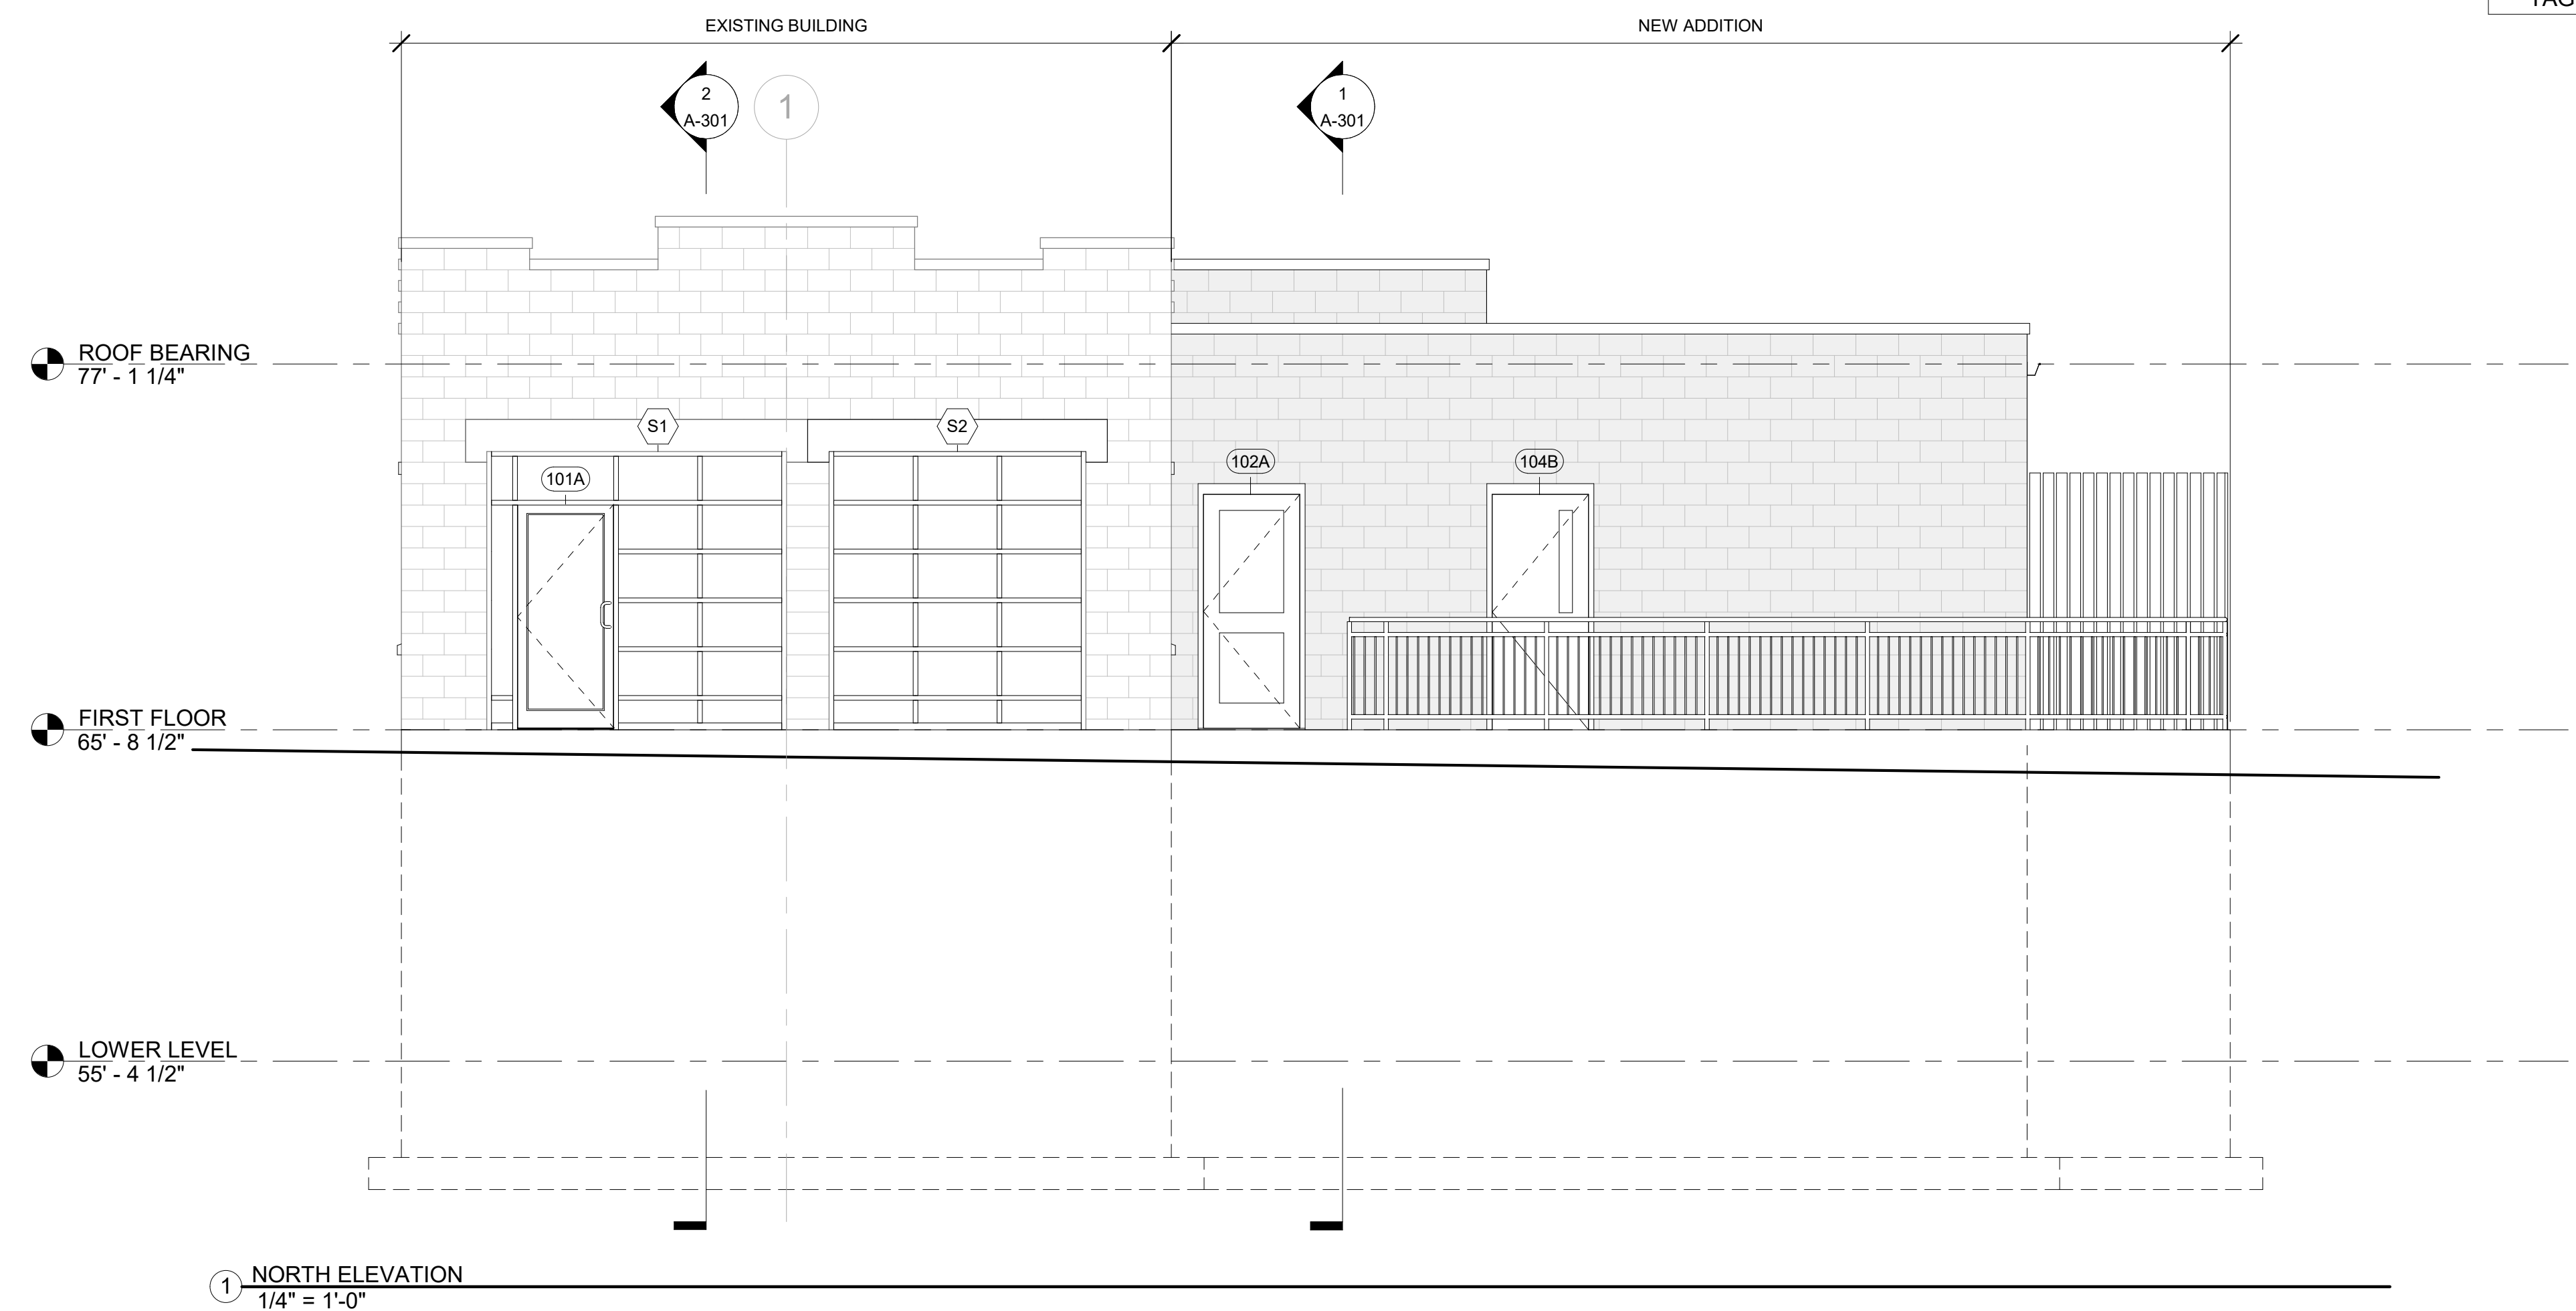 TAG
EXISTING BUILDING
NEW ADDITION
2
A-301
1
1
A-301
ROOF BEARING
77' - 1 1/4"
S1
S2
101A
102A
104B
FIRST FLOOR
65' - 8 1/2"
LOWER LEVEL
55' - 4 1/2"
1
NORTH ELEVATION
1/4" = 1'-0"